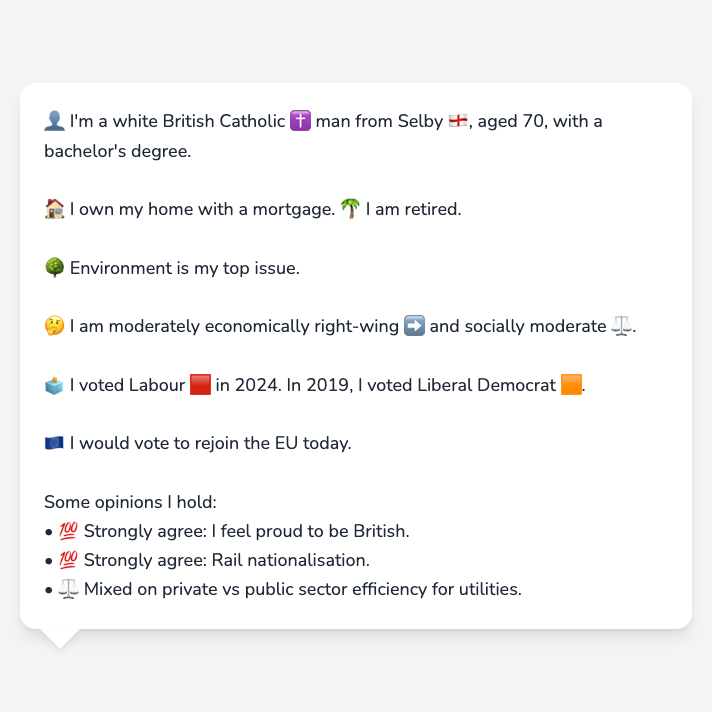 👤 I'm a white British Catholic ✝️ man from Selby 🏴󠁧󠁢󠁥󠁮󠁧󠁿, aged 70, with a
bachelor's degree.
🏠 I own my home with a mortgage. 🌴 I am retired.
🌳 Environment is my top issue.
🤔 I am moderately economically right-wing ➡️ and socially moderate ⚖️.
🗳️ I voted Labour 🟥 in 2024. In 2019, I voted Liberal Democrat 🟧.
🇪🇺 I would vote to rejoin the EU today.
Some opinions I hold:
• 💯 Strongly agree: I feel proud to be British.
• 💯 Strongly agree: Rail nationalisation.
• ⚖️ Mixed on private vs public sector efficiency for utilities.